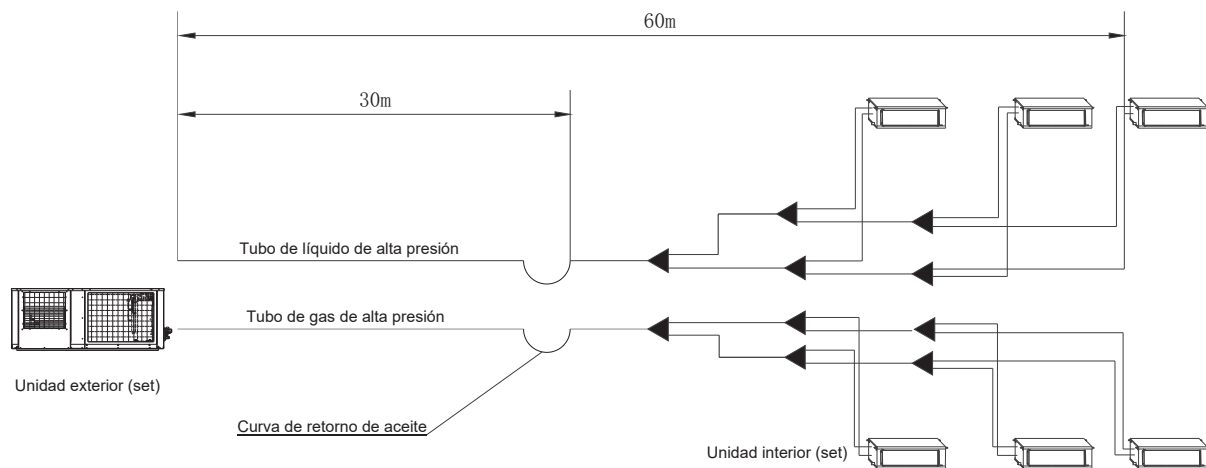 60m
30m
Tubo de líquido de alta presión
Tubo de gas de alta presión
Unidad exterior (set)
Curva de retorno de aceite
Unidad interior (set)